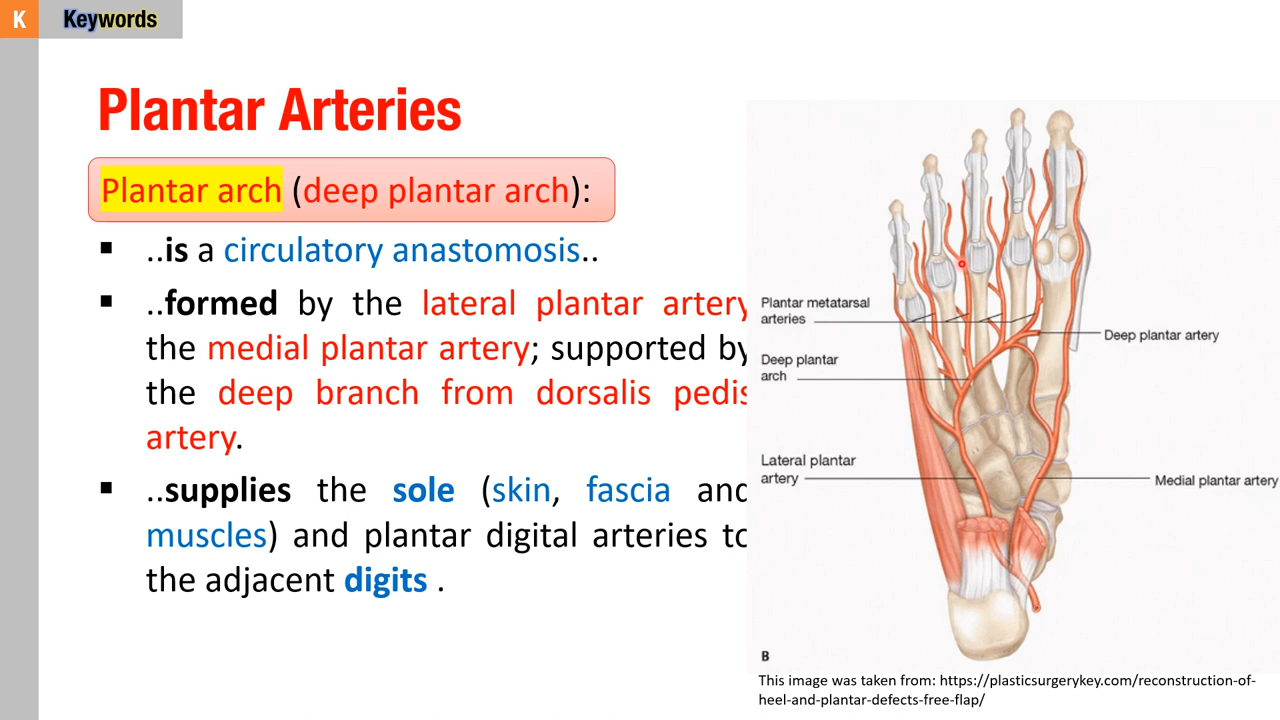 K Keywords
Plantar Arteries
Plantar arch (deep plantar arch):
▪ ..is a circulatory anastomosis..
▪ ..formed by the lateral plantar artery
the medial plantar artery; supported by
the deep branch from dorsalis pedis
artery.
▪ ..supplies the sole (skin, fascia and
muscles) and plantar digital arteries to
the adjacent digits .
Plantar metatarsal
arteries
Deep plantar artery
Deep plantar
arch
Lateral plantar
artery
Medial plantar artery
B
This image was taken from: https://plasticsurgerykey.com/reconstruction-of-
heel-and-plantar-defects-free-flap/